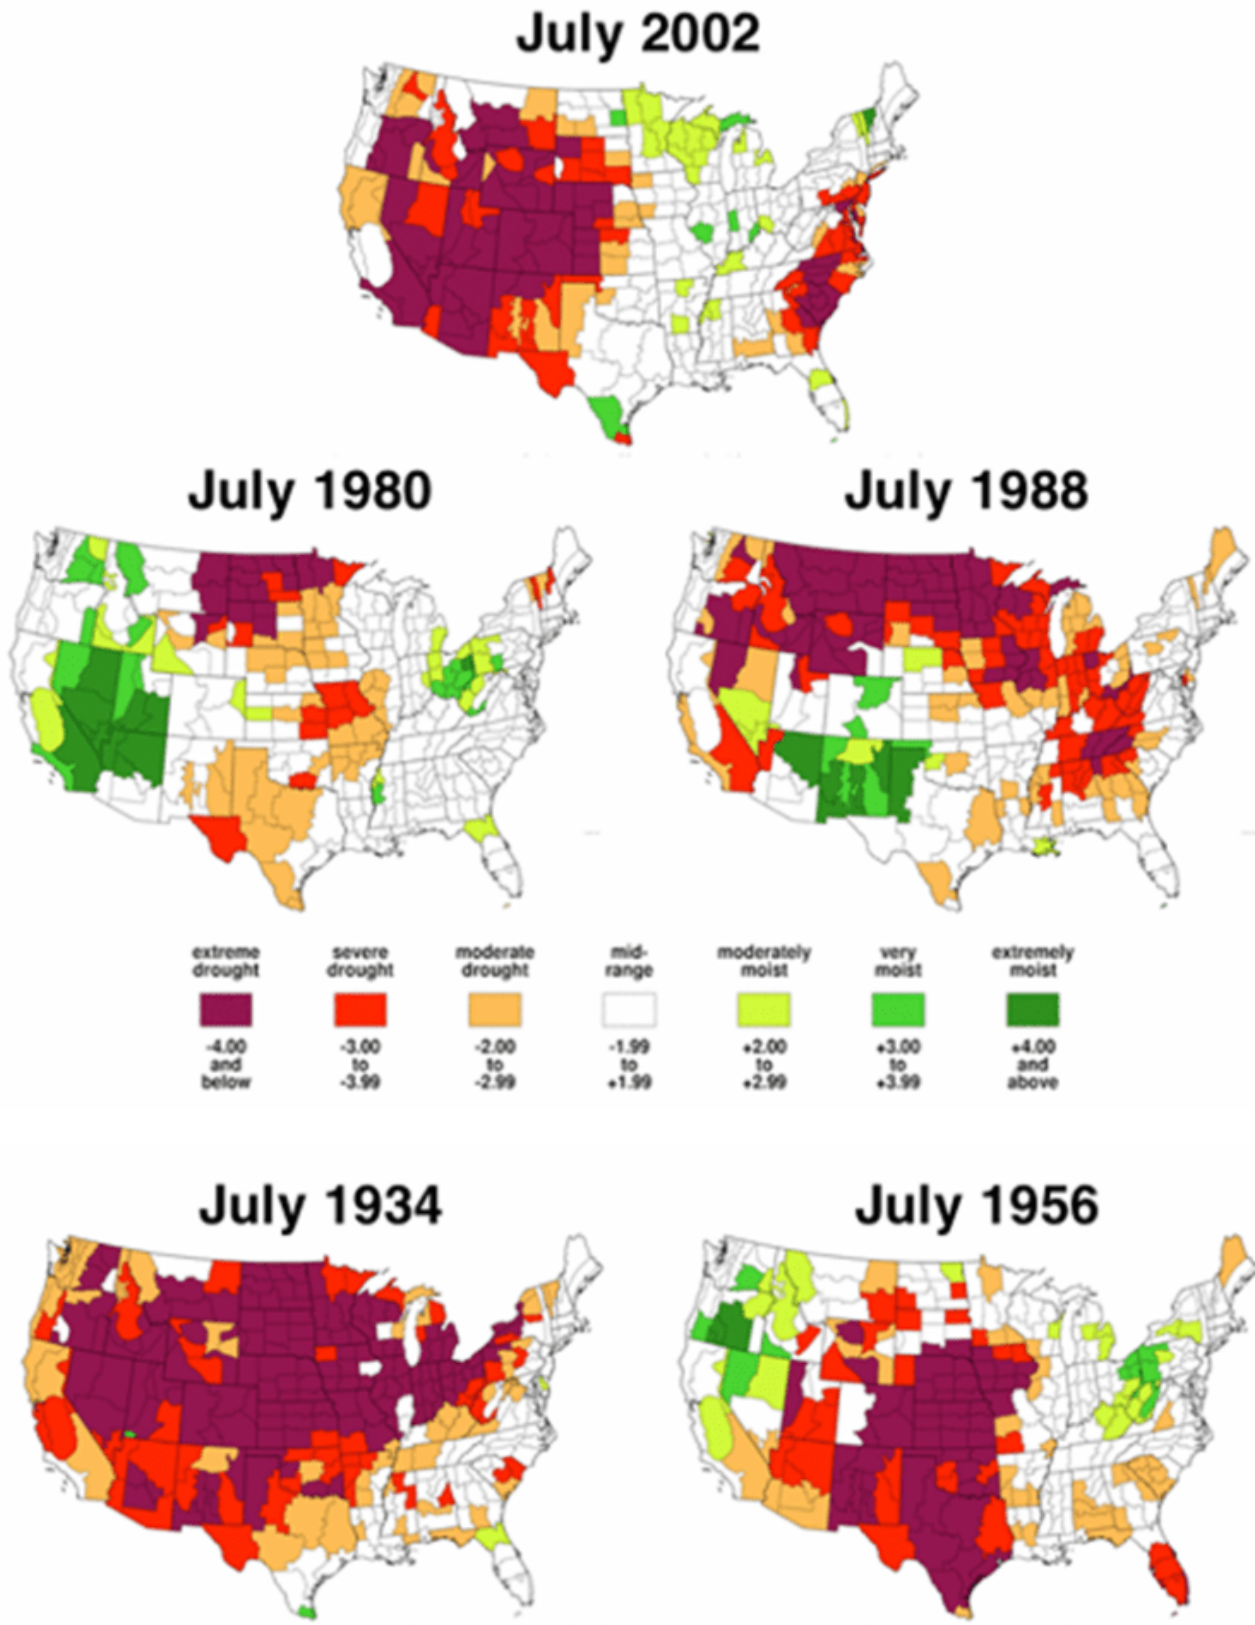 July 2002
July 1980
July 1988
extreme drought
severe drought
moderate drought
mid-range
moderately moist
very moist
extremely moist
-4.00 and below
-3.00 to -3.99
-2.00 to -2.99
-1.99 to +1.99
+2.00 to +2.99
+3.00 to +3.99
+4.00 and above
July 1934
July 1956